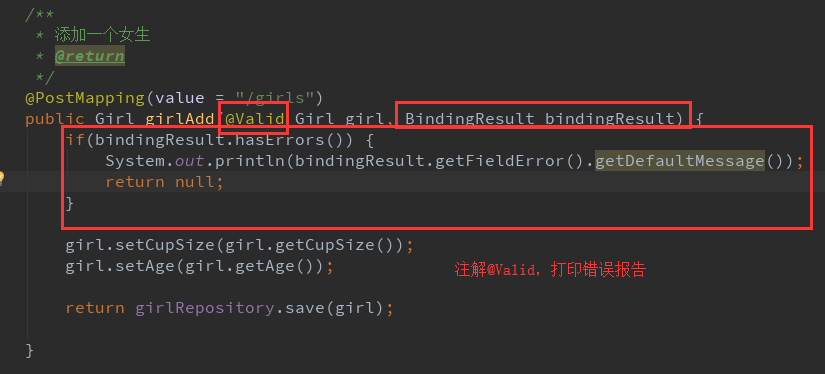 /**
 * 添加一个女生
 * @return
 */
@PostMapping(value = "/girls")
public Girl girlAdd(@Valid Girl girl, BindingResult bindingResult) {
    if(bindingResult.hasErrors()) {
        System.out.println(bindingResult.getFieldError().getDefaultMessage());
        return null;
    }
    girl.setCupSize(girl.getCupSize());
    girl.setAge(girl.getAge());
注解@Valid，打印错误报告
    return girlRepository.save(girl);
}